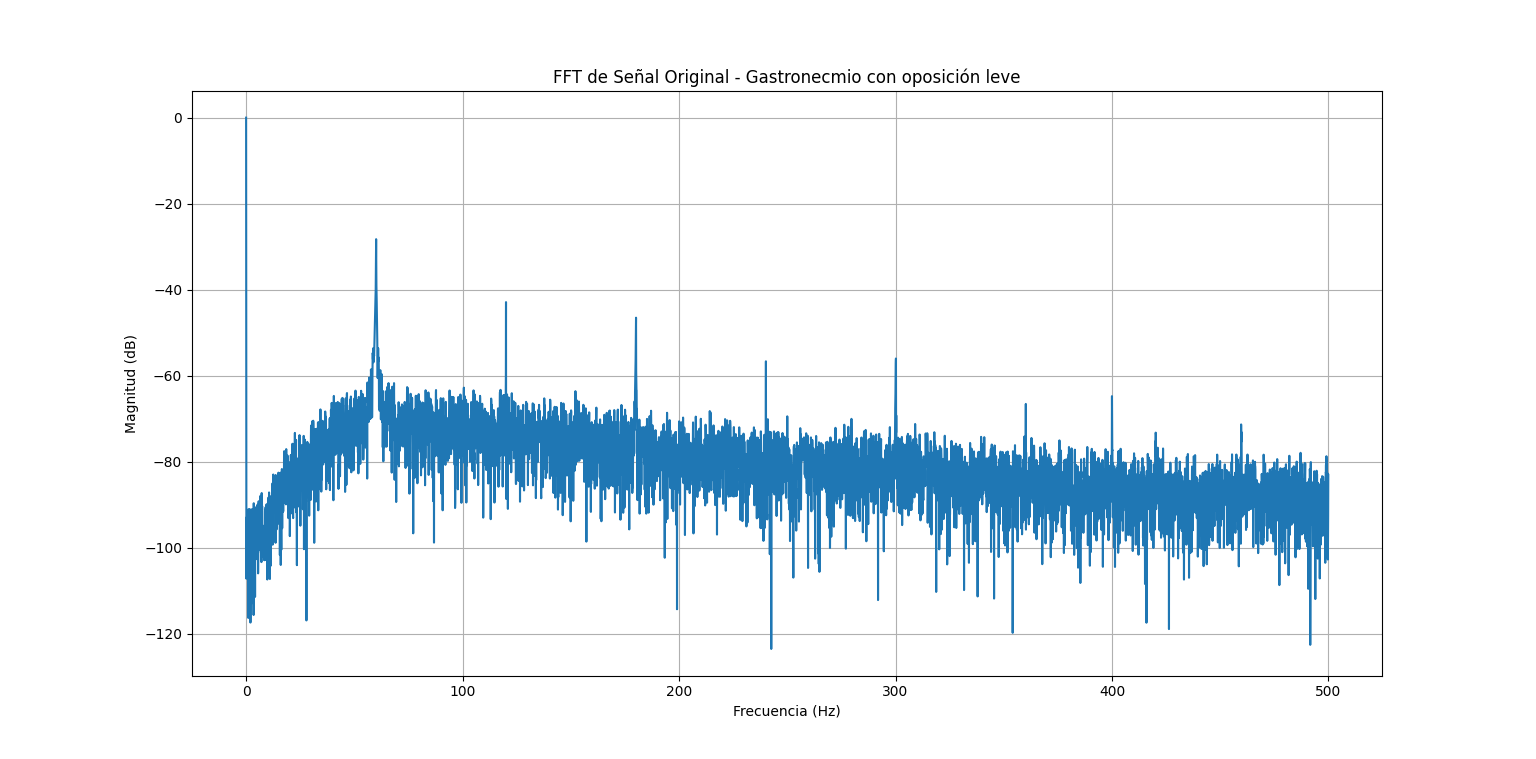 FFT de Señal Original - Gastronecmio con oposición leve
0
−20
−40
−60
−80
−100
−120
Magnitud (dB)
0 100 200 300 400 500
Frecuencia (Hz)